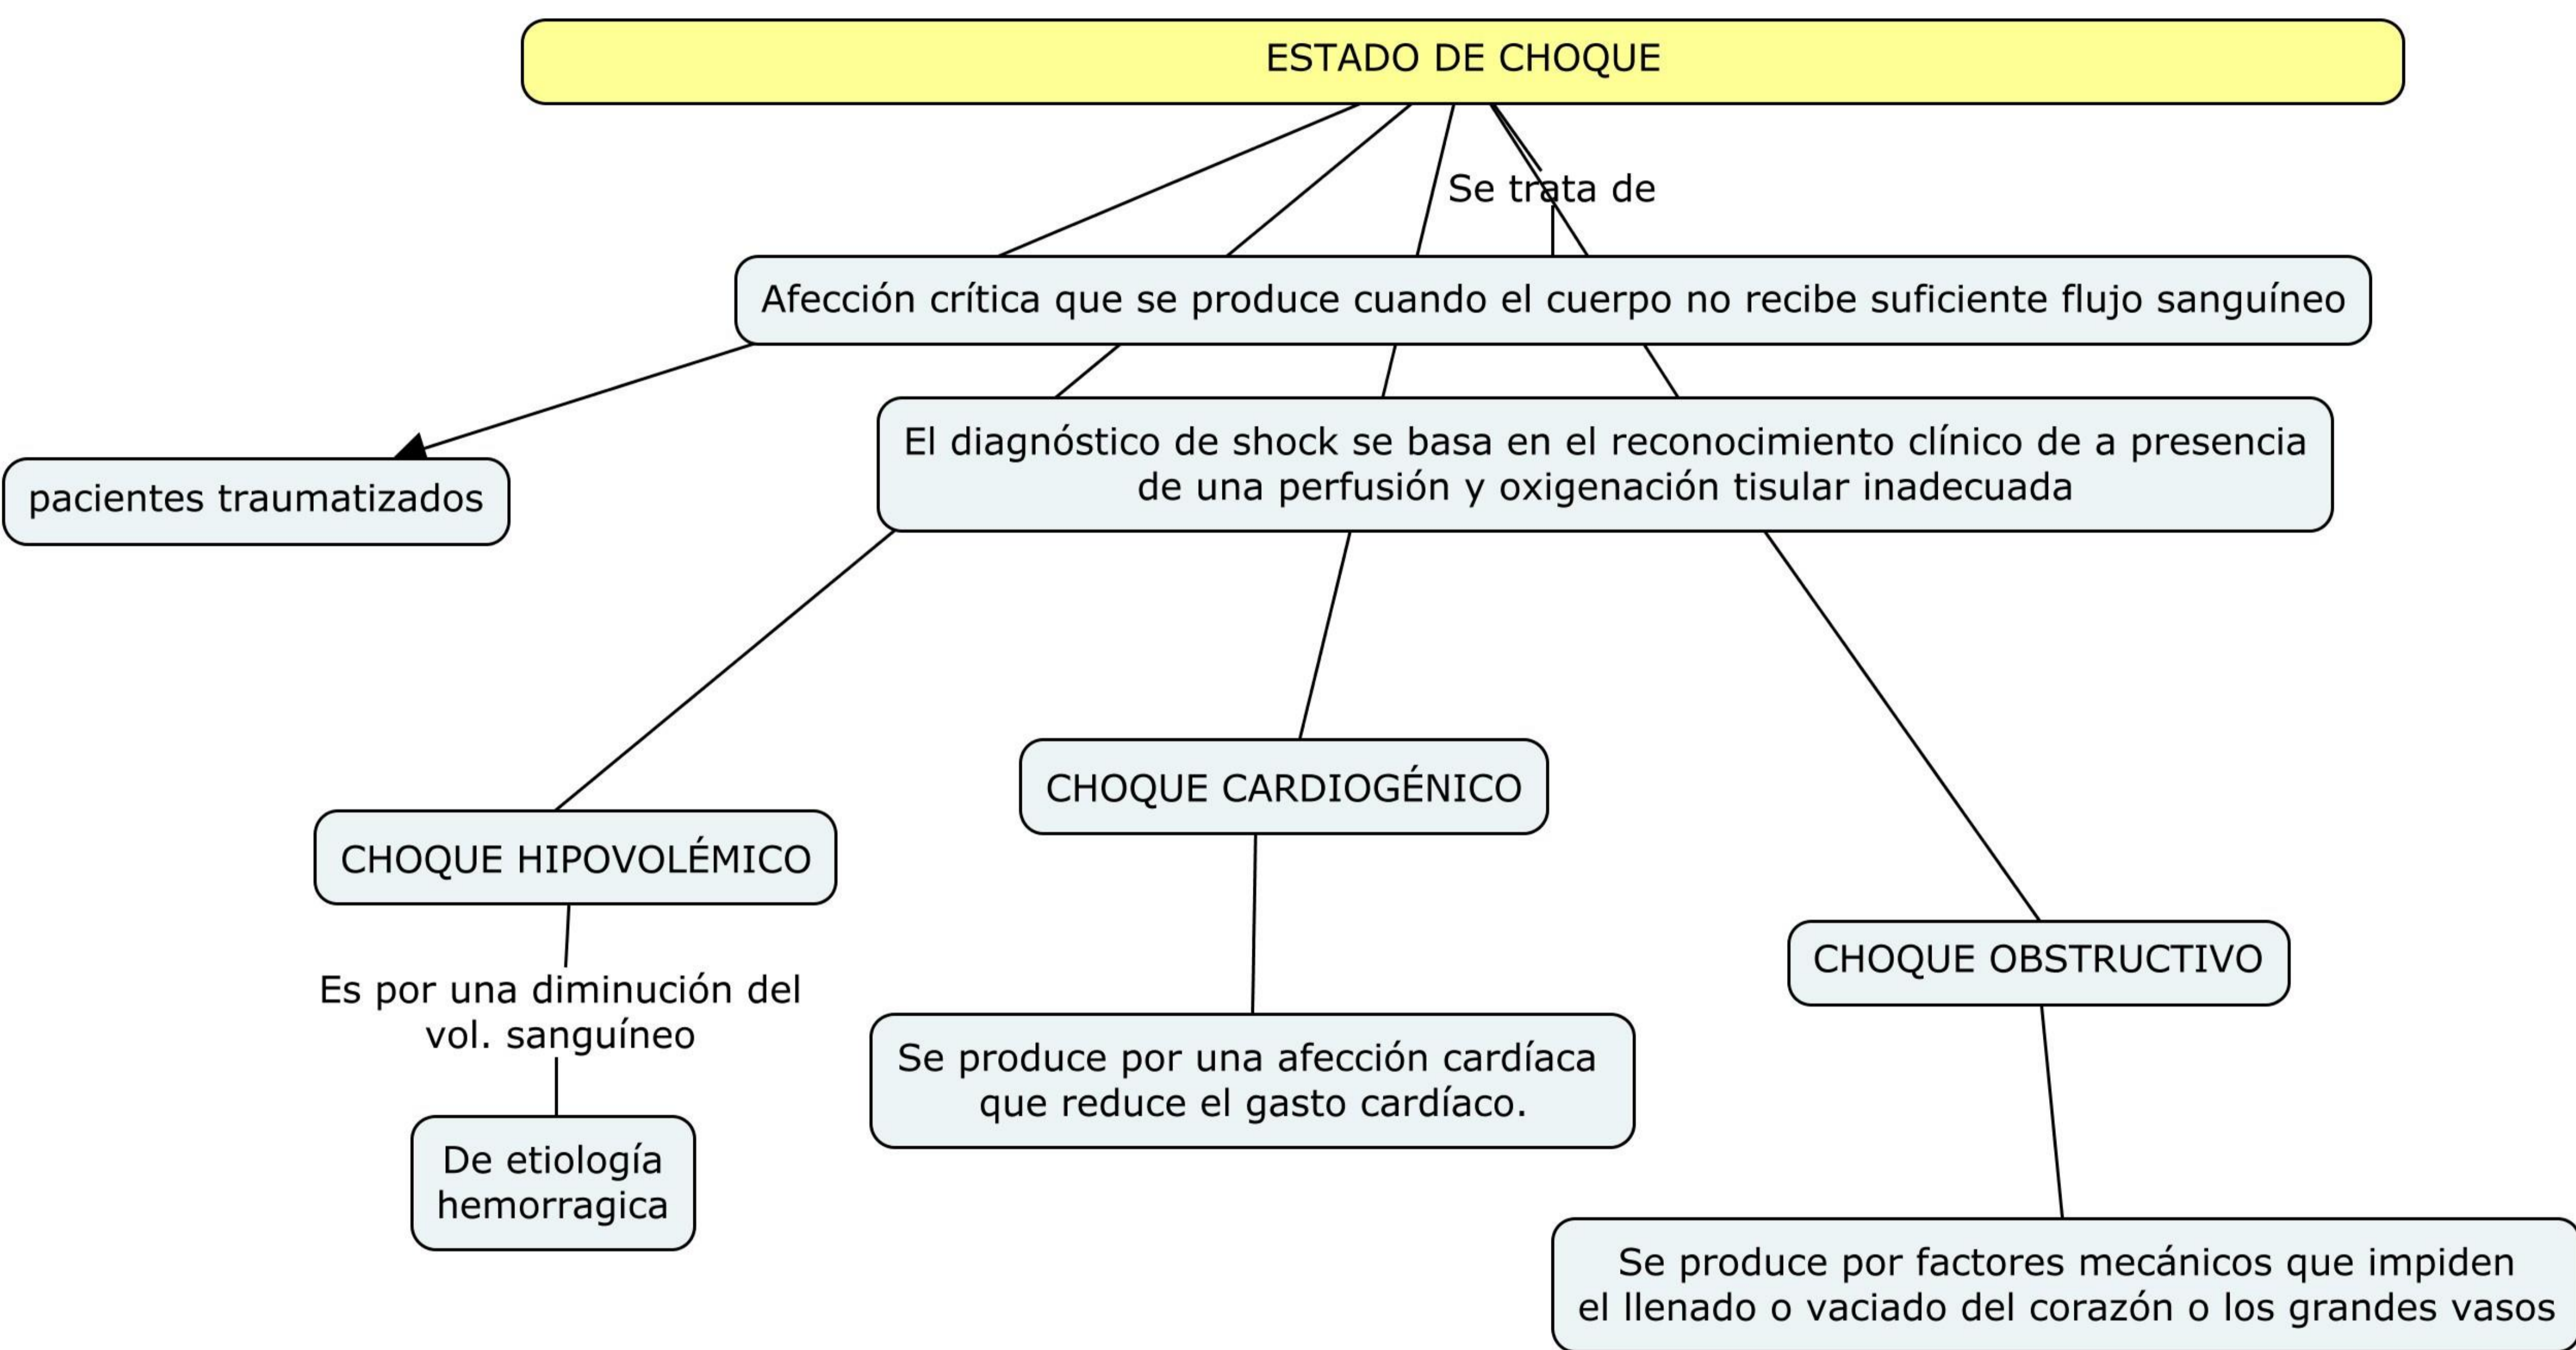 ESTADO DE CHOQUE
Se trata de
Afección crítica que se produce cuando el cuerpo no recibe suficiente flujo sanguíneo
El diagnóstico de shock se basa en el reconocimiento clínico de a presencia
de una perfusión y oxigenación tisular inadecuada
pacientes traumatizados
CHOQUE HIPOVOLÉMICO
Es por una diminución del
vol. sanguíneo
De etiología
hemorragica
CHOQUE CARDIOGÉNICO
Se produce por una afección cardíaca
que reduce el gasto cardíaco.
CHOQUE OBSTRUCTIVO
Se produce por factores mecánicos que impiden
el llenado o vaciado del corazón o los grandes vasos